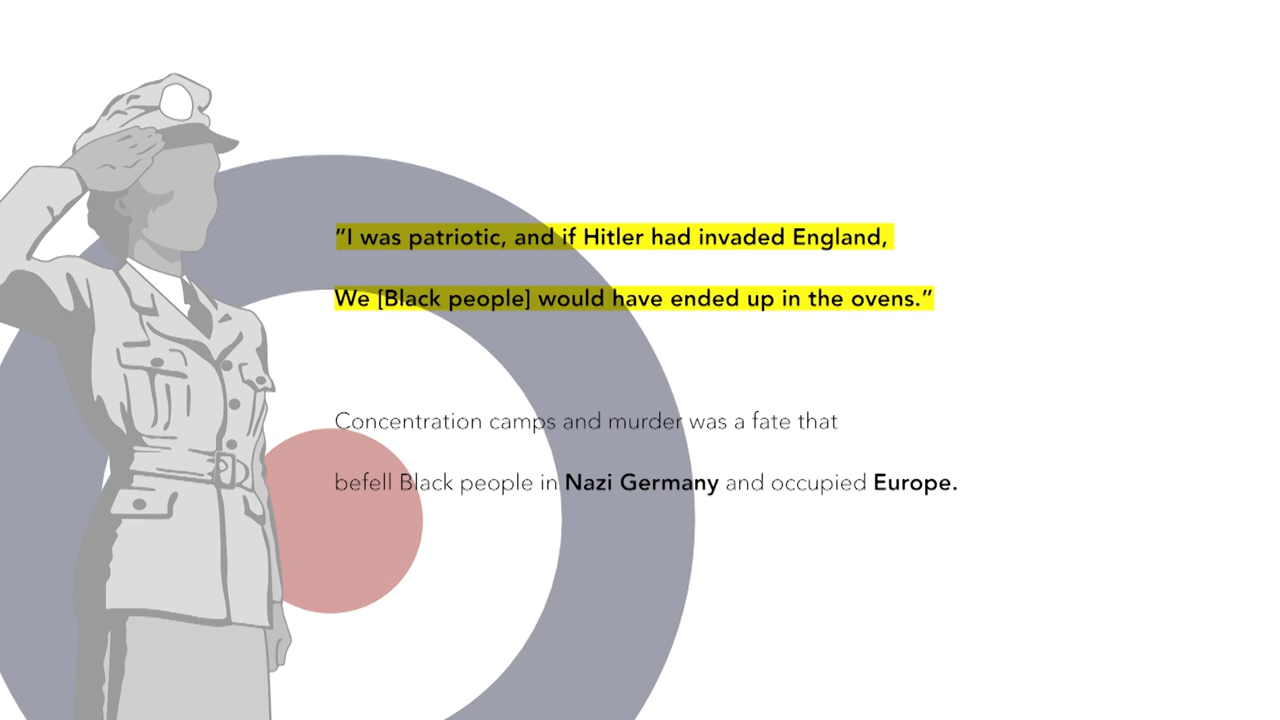 “I was patriotic, and if Hitler had invaded England,
We [Black people] would have ended up in the ovens.”
Concentration camps and murder was a fate that
befell Black people in Nazi Germany and occupied Europe.